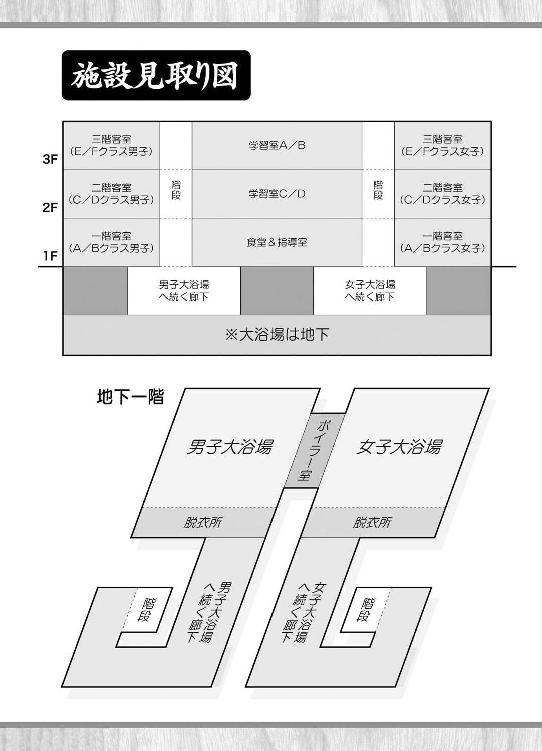 施設見取り図
3F
三階客室
（E／Fクラス男子）
学習室A／B
三階客室
（E／Fクラス女子）
2F
二階客室
（C／Dクラス男子）
階段
学習室C／D
階段
二階客室
（C／Dクラス女子）
1F
一階客室
（A／Bクラス男子）
食堂＆指導室
一階客室
（A／Bクラス女子）
男子大浴場
へ続く廊下
女子大浴場
へ続く廊下
※大浴場は地下
地下一階
男子大浴場
ボイラー室
女子大浴場
脱衣所
脱衣所
階段
男子大浴場
へ続く廊下
女子大浴場
へ続く廊下
階段